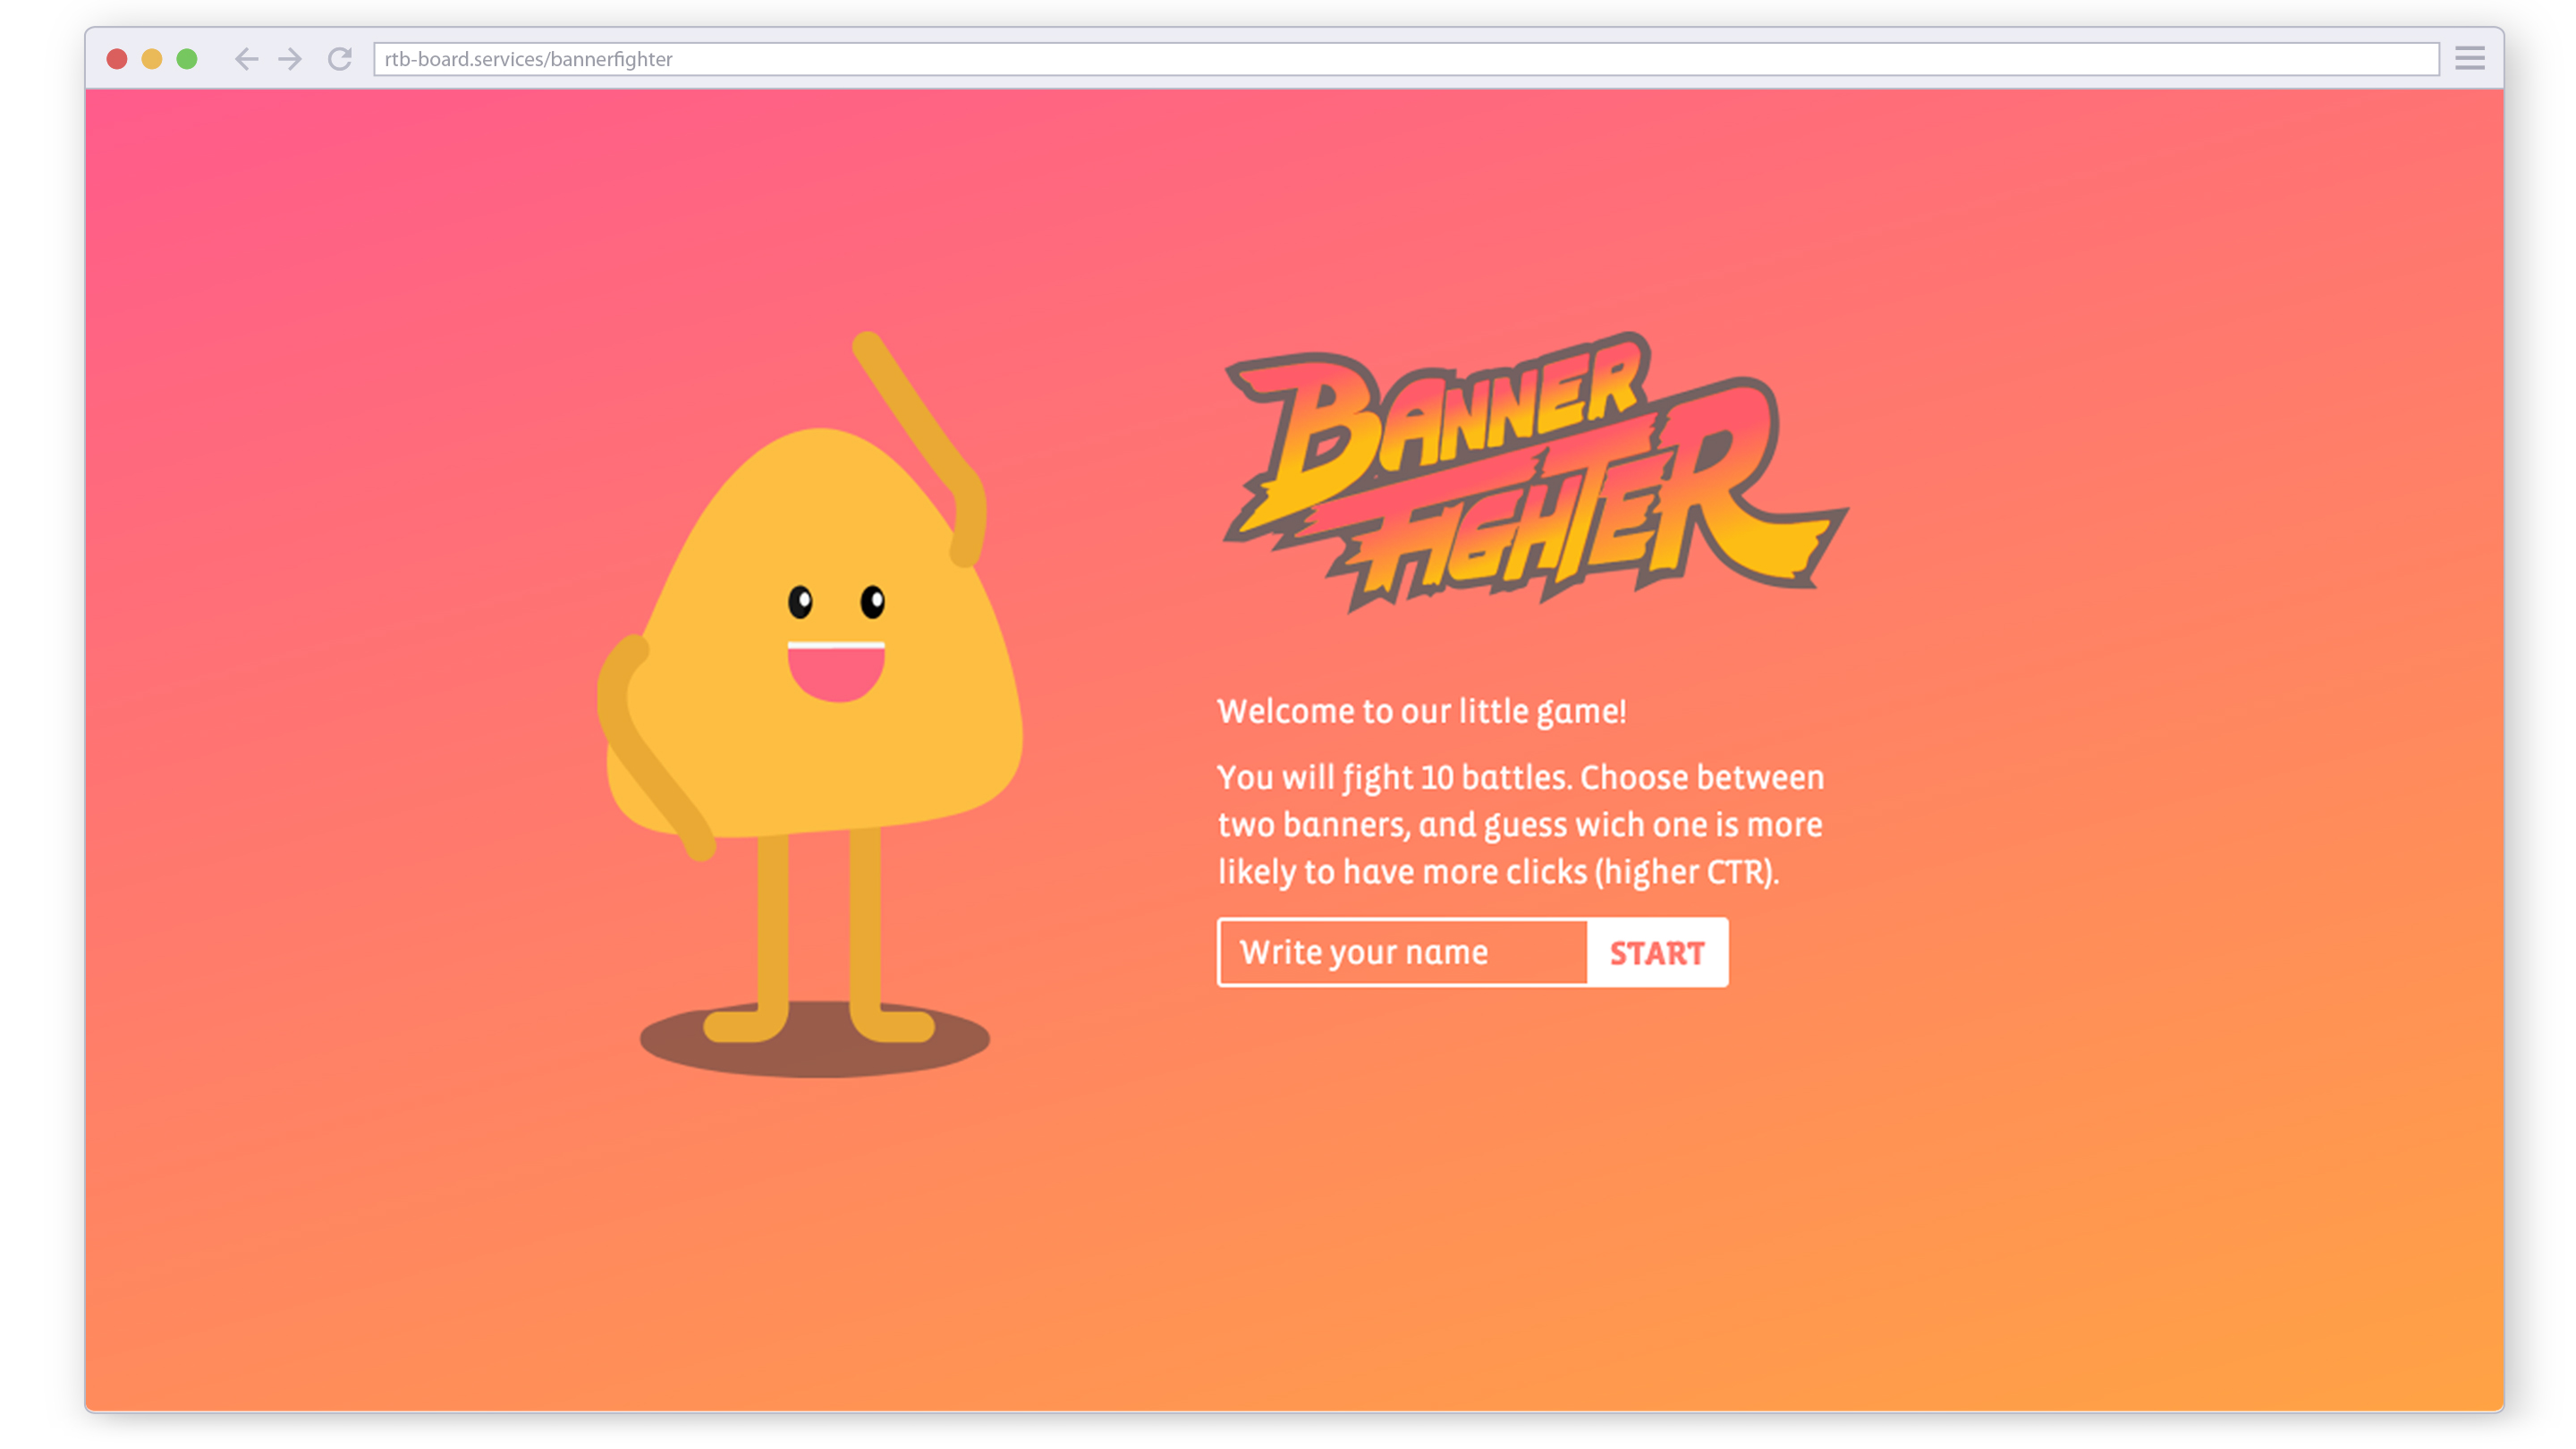 rtb-board.services/bannerfighter
BANNER
FIGHTER
Welcome to our little game!
You will fight 10 battles. Choose between
two banners, and guess wich one is more
likely to have more clicks (higher CTR).
Write your name
START